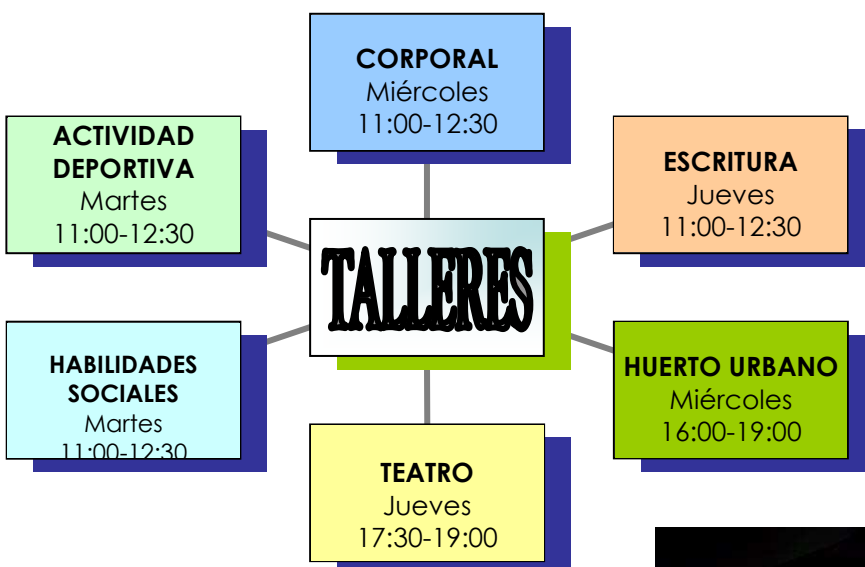 CORPORAL
Miércoles
11:00-12:30
ACTIVIDAD
DEPORTIVA
Martes
11:00-12:30
ESCRITURA
Jueves
11:00-12:30
TALLERES
HABILIDADES
SOCIALES
Martes
11:00-12:30
HUERTO URBANO
Miércoles
16:00-19:00
TEATRO
Jueves
17:30-19:00